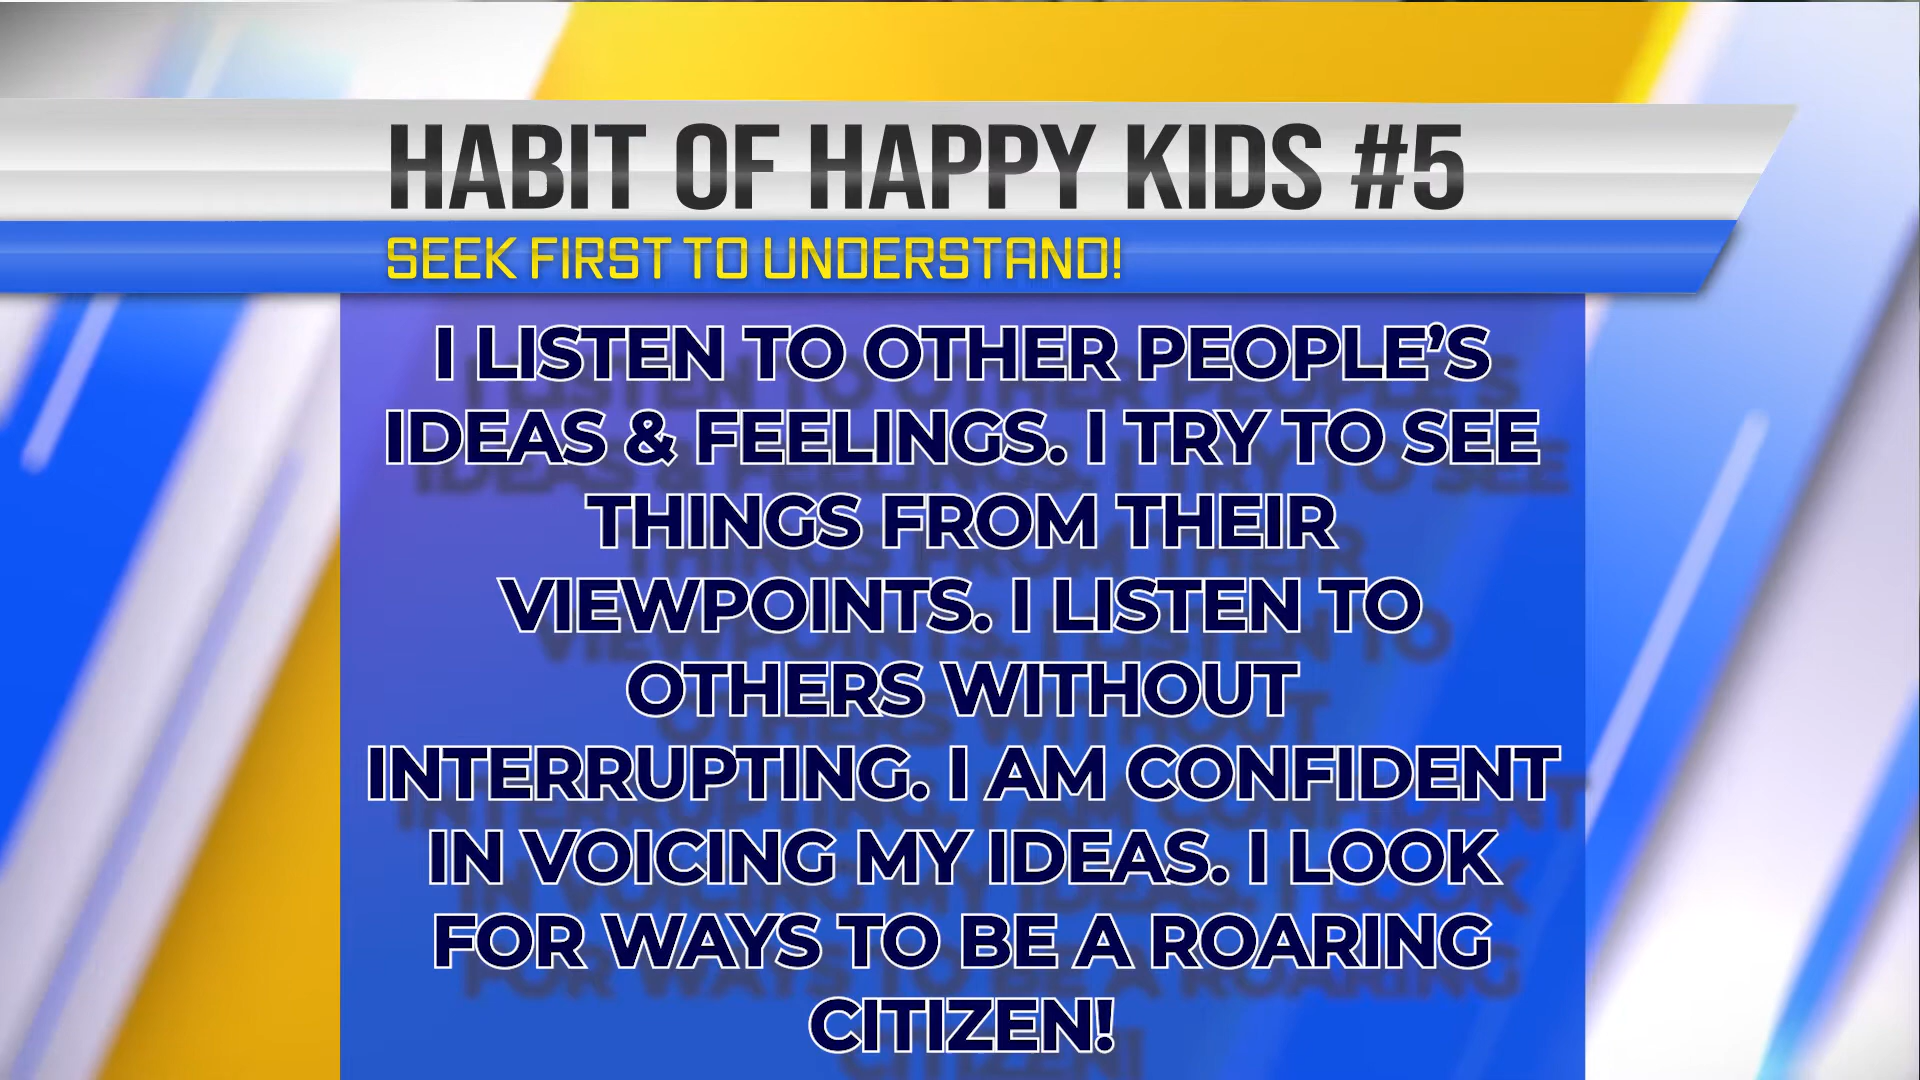 HABIT OF HAPPY KIDS #5
SEEK FIRST TO UNDERSTAND!
I LISTEN TO OTHER PEOPLE’S
IDEAS & FEELINGS. I TRY TO SEE
THINGS FROM THEIR
VIEWPOINTS. I LISTEN TO
OTHERS WITHOUT
INTERRUPTING. I AM CONFIDENT
IN VOICING MY IDEAS. I LOOK
FOR WAYS TO BE A ROARING
CITIZEN!